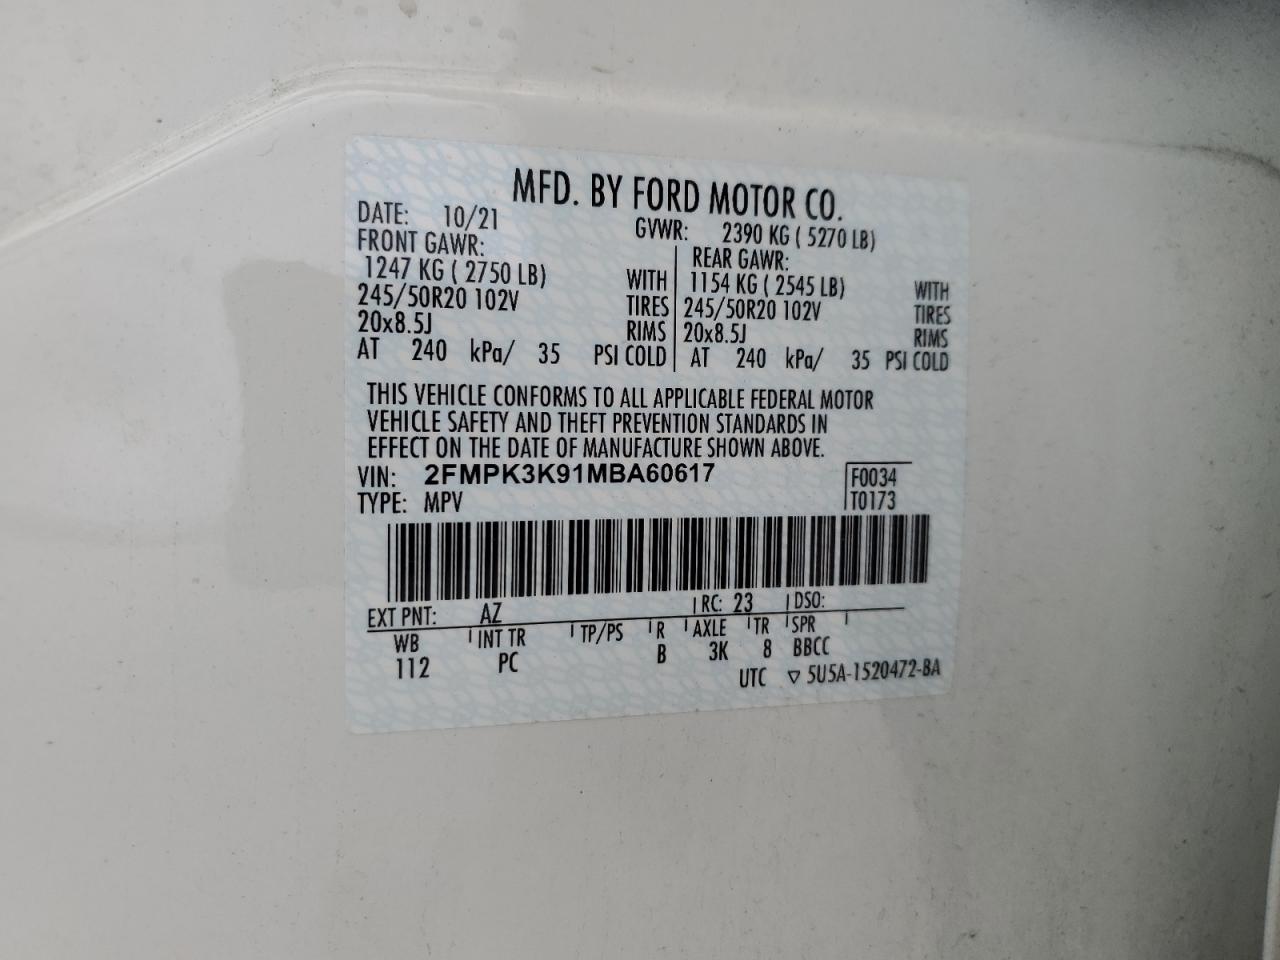 MFD. BY FORD MOTOR CO.
DATE: 10/21 GVWR: 2390 KG ( 5270 LB)
FRONT GAWR: REAR GAWR:
1247 KG ( 2750 LB) WITH 1154 KG ( 2545 LB) WITH
245/50R20 102V TIRES 245/50R20 102V TIRES
20x8.5J RIMS 20x8.5J RIMS
AT 240 kPa/ 35 PSI COLD AT 240 kPa/ 35 PSI COLD
THIS VEHICLE CONFORMS TO ALL APPLICABLE FEDERAL MOTOR
VEHICLE SAFETY AND THEFT PREVENTION STANDARDS IN
EFFECT ON THE DATE OF MANUFACTURE SHOWN ABOVE.
VIN: 2FMPK3K91MBA60617 F0034
TYPE: MPV T0173
EXT PNT: AZ RC: 23 DSO:
WB INT TR TP/PS R AXLE TR SPR
112 PC B 3K 8 BBCC
UTC ▽ 5U5A-1520472-BA